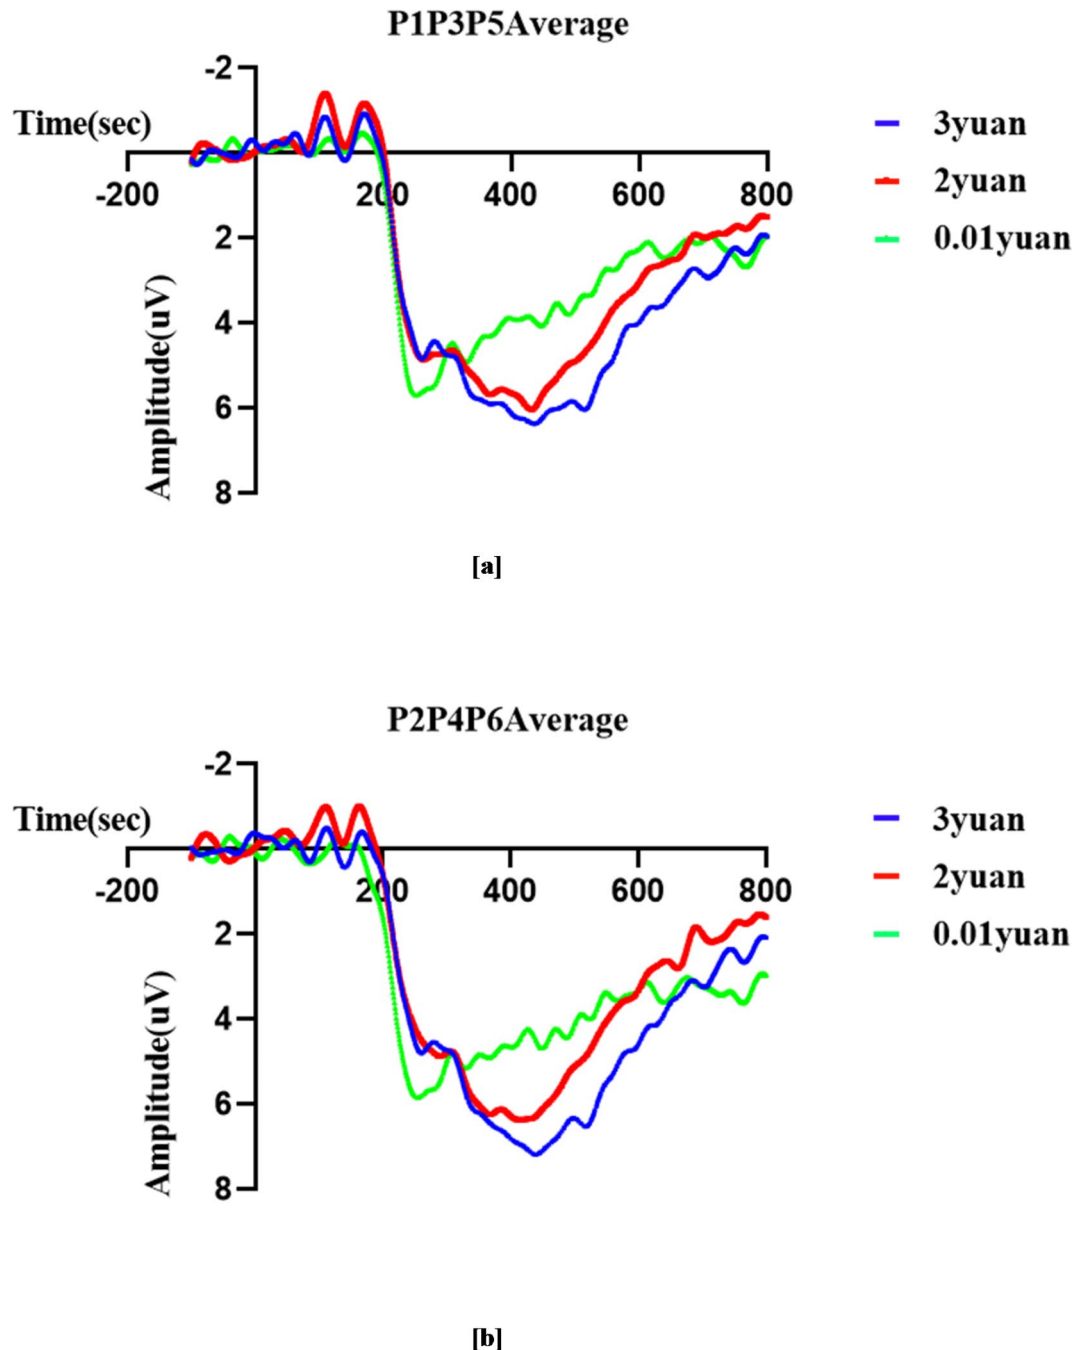 P1P3P5Average
-2
Time(sec)
-200
200
400
600
800
2
4
6
8
Amplitude(uV)
3yuan
2yuan
0.01yuan
[a]
P2P4P6Average
-2
Time(sec)
-200
200
400
600
800
2
4
6
8
Amplitude(uV)
3yuan
2yuan
0.01yuan
[b]